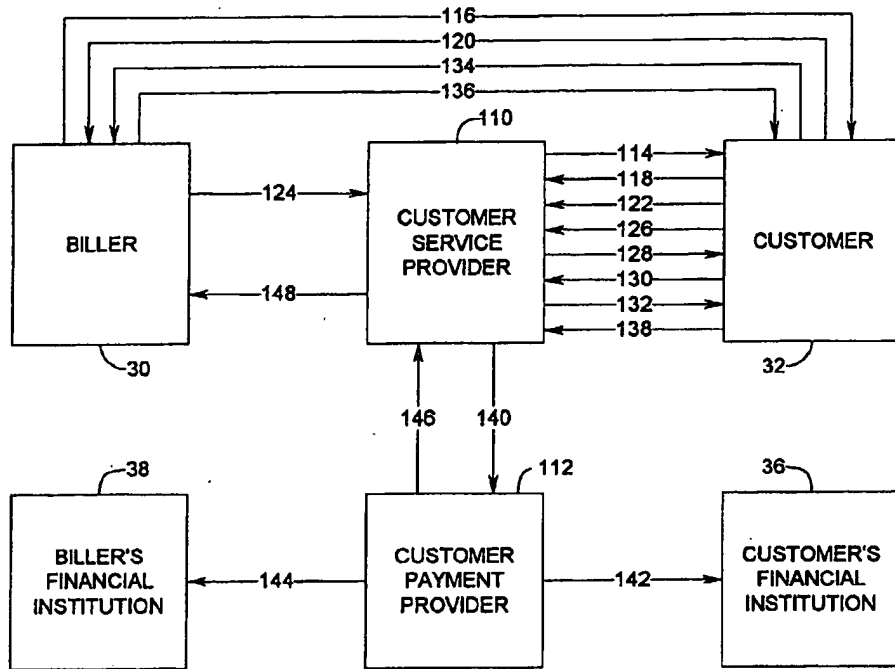 116
120
134
136
110
114
118
124
122
BILLER
CUSTOMER
SERVICE
PROVIDER
126
CUSTOMER
128
130
148
132
138
30
32
146
140
38
112
36
BILLER'S
FINANCIAL
INSTITUTION
144
CUSTOMER
PAYMENT
PROVIDER
142
CUSTOMER'S
FINANCIAL
INSTITUTION